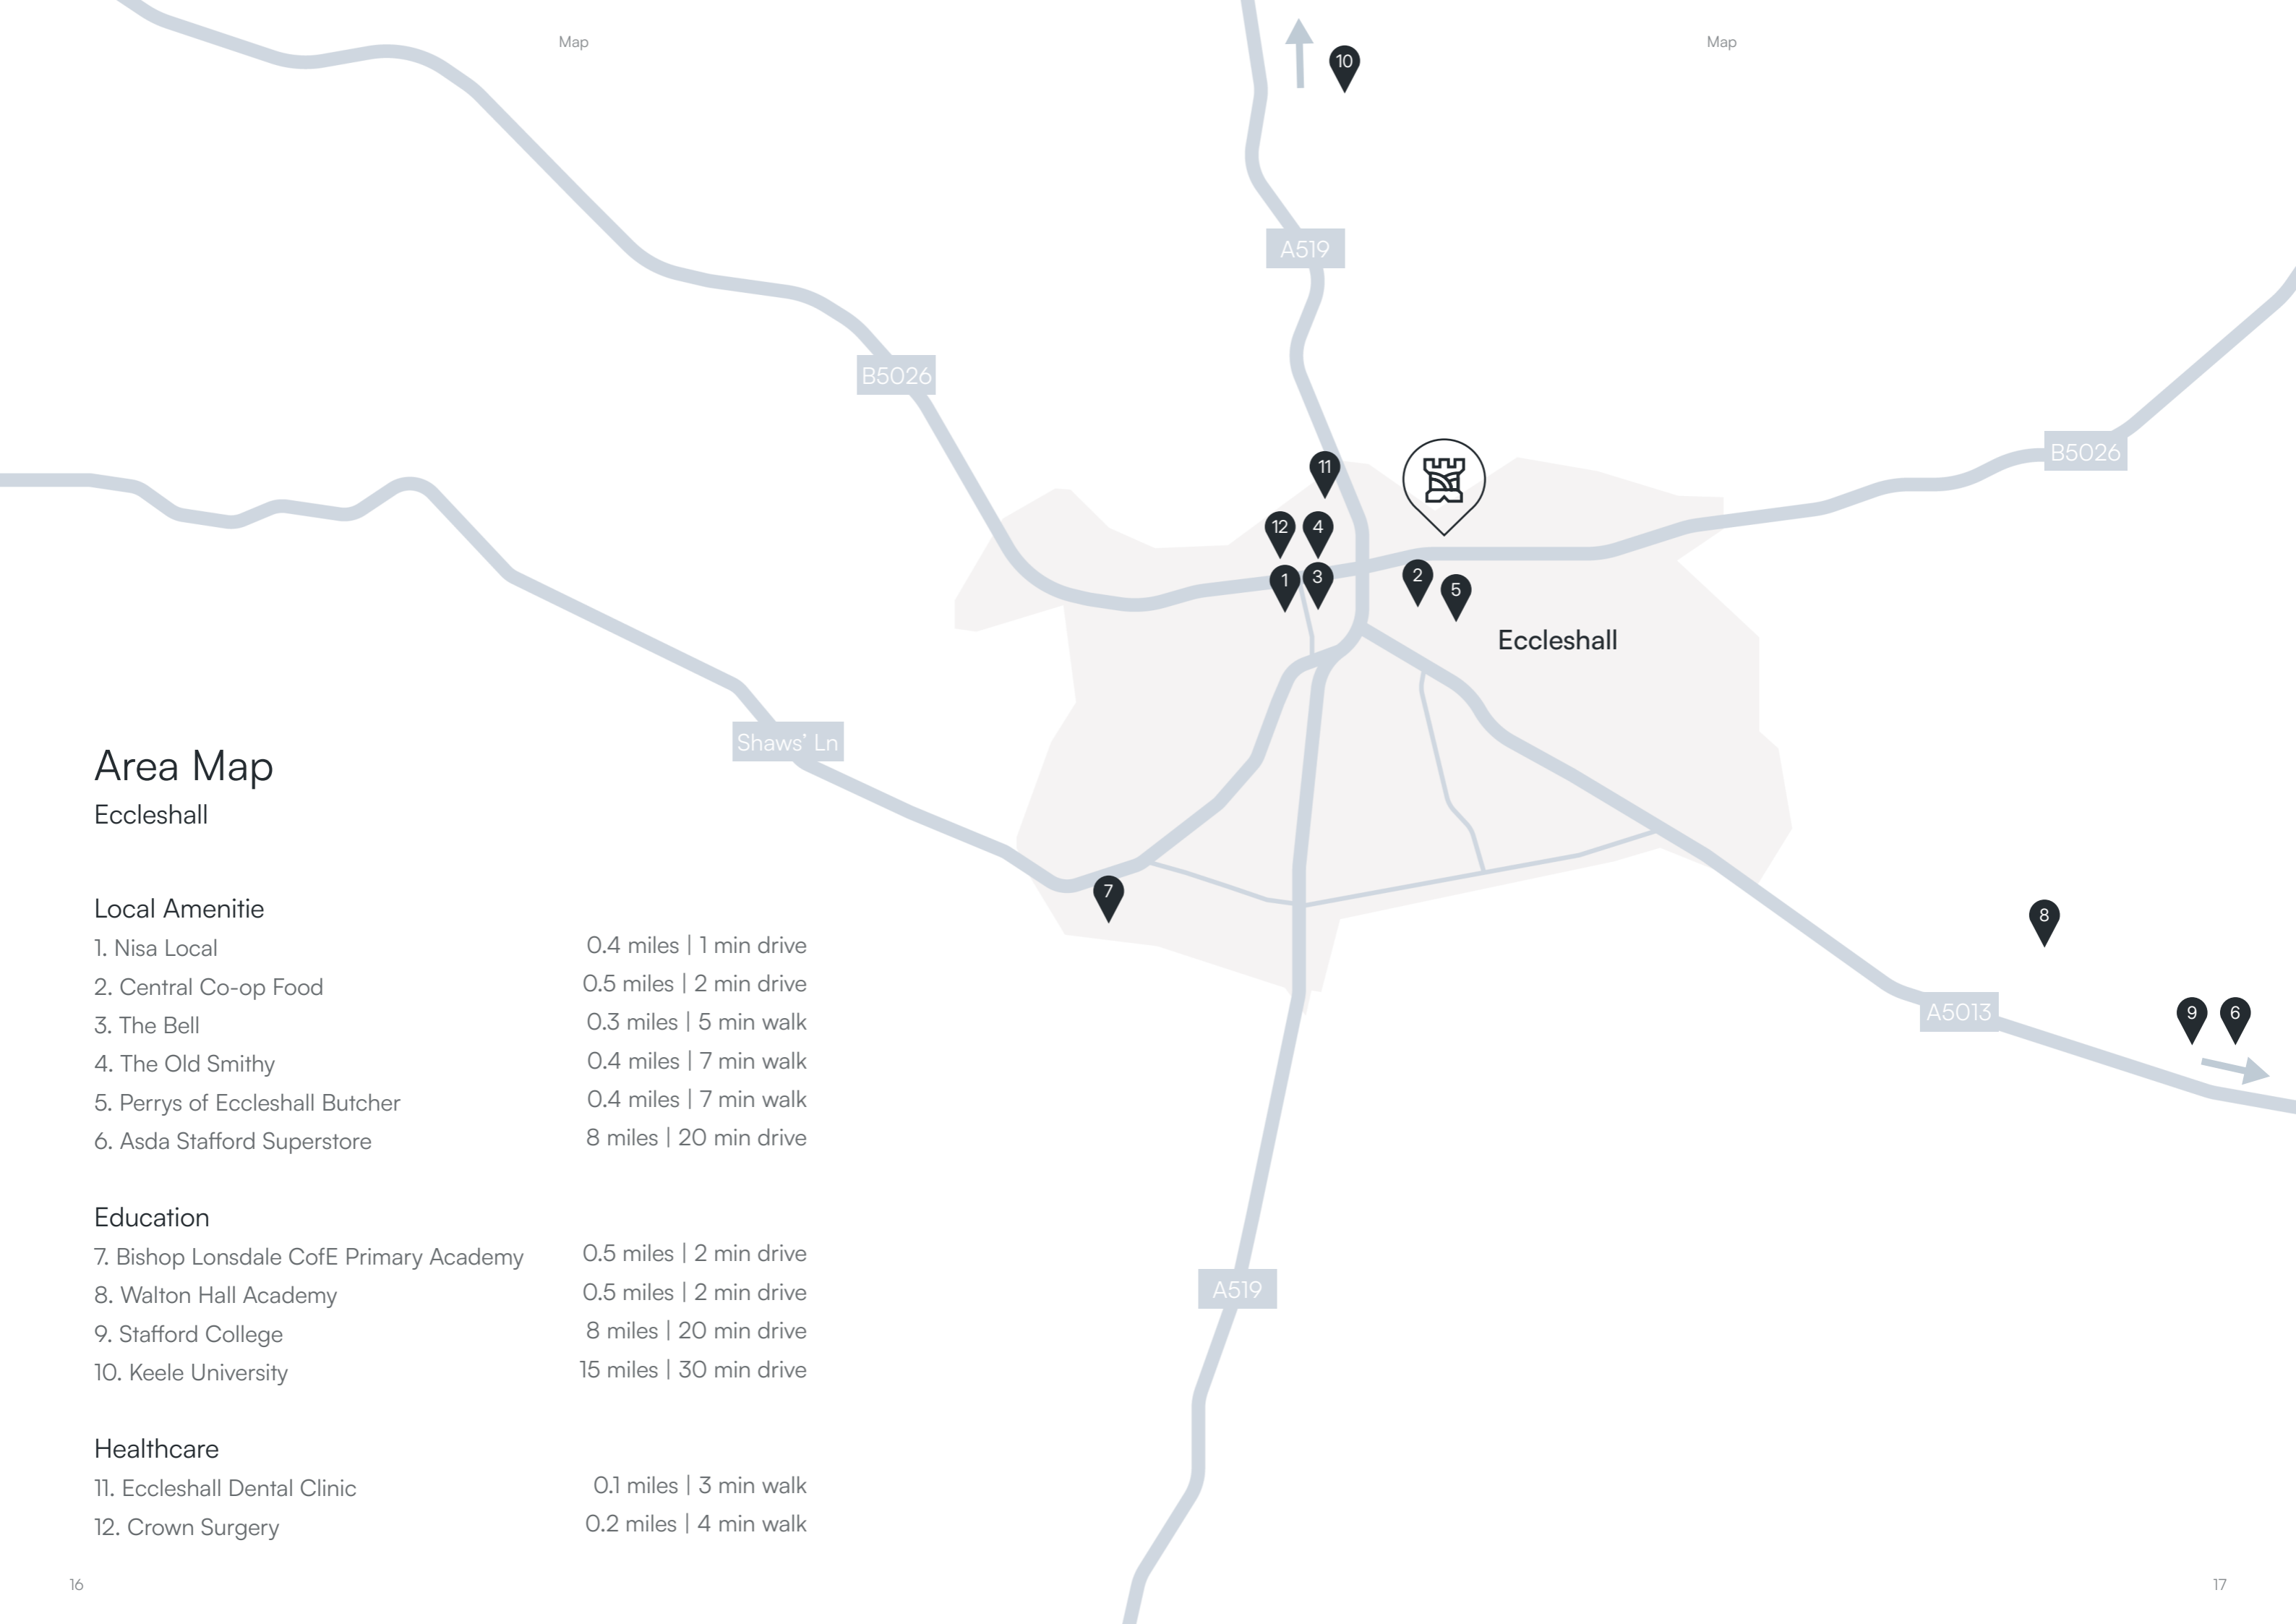 Map
Map
10
A519
B5026
B5026
11
12
4
1
3
2
5
Eccleshall
Shaws' Ln
7
8
9
6
A5013
A519
Area Map
Eccleshall
Local Amenitie
1. Nisa Local 0.4 miles | 1 min drive
2. Central Co-op Food 0.5 miles | 2 min drive
3. The Bell 0.3 miles | 5 min walk
4. The Old Smithy 0.4 miles | 7 min walk
5. Perrys of Eccleshall Butcher 0.4 miles | 7 min walk
6. Asda Stafford Superstore 8 miles | 20 min drive
Education
7. Bishop Lonsdale CofE Primary Academy 0.5 miles | 2 min drive
8. Walton Hall Academy 0.5 miles | 2 min drive
9. Stafford College 8 miles | 20 min drive
10. Keele University 15 miles | 30 min drive
Healthcare
11. Eccleshall Dental Clinic 0.1 miles | 3 min walk
12. Crown Surgery 0.2 miles | 4 min walk
16
17